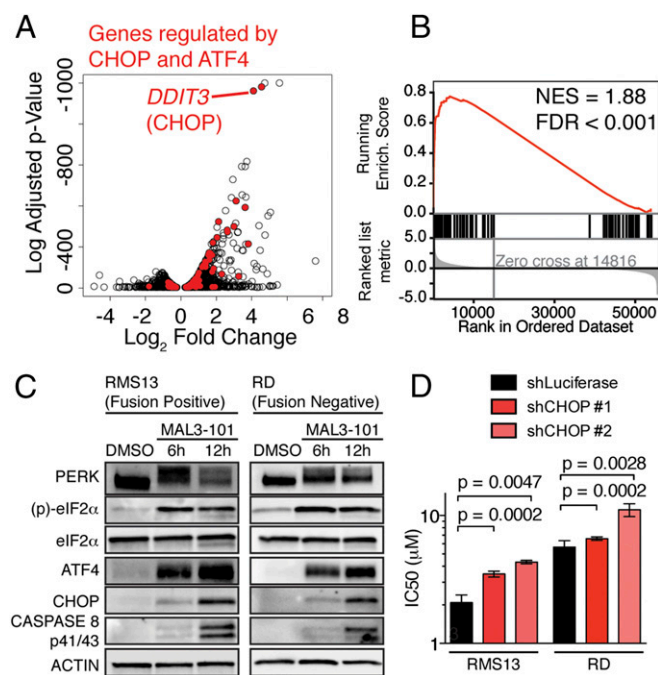 A
Genes regulated by
CHOP and ATF4
DDIT3
(CHOP)
Log Adjusted p-Value
-1000
-800
-400
0
-4 -2 0 2 4 6 8
Log2 Fold Change
B
NES = 1.88
FDR < 0.001
Running
Enrich. Score
0.8
0.6
0.4
0.2
0.0
Ranked list
metric
5.0
0.0
-5.0
Zero cross at 14816
10000 30000 50000
Rank in Ordered Dataset
C
RMS13
(Fusion Positive)
RD
(Fusion Negative)
MAL3-101
MAL3-101
DMSO 6h 12h
DMSO 6h 12h
PERK
(p)-eIF2α
eIF2α
ATF4
CHOP
CASPASE 8
p41/43
ACTIN
D
shLuciferase
shCHOP #1
shCHOP #2
p = 0.0047
p = 0.0002
p = 0.0028
p = 0.0002
IC50 (μM)
10
1
RMS13
RD